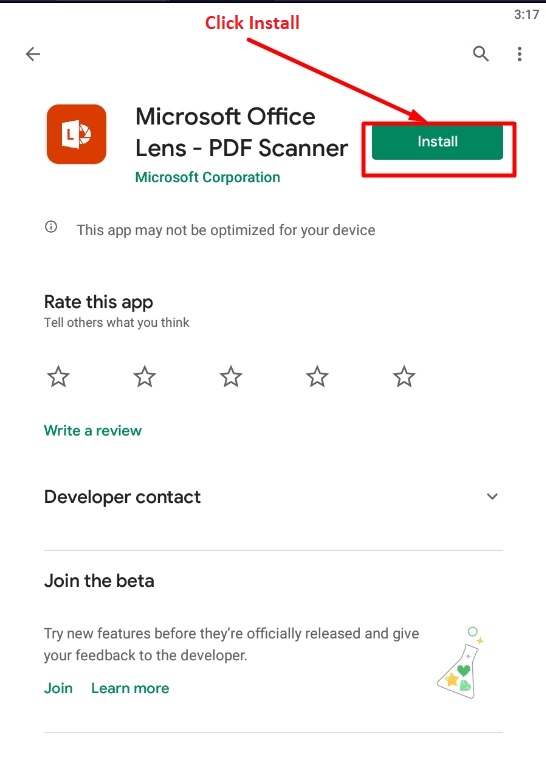 3:17
Click Install
L
Microsoft Office
Lens - PDF Scanner
Install
Microsoft Corporation
This app may not be optimized for your device
Rate this app
Tell others what you think
Write a review
Developer contact
Join the beta
Try new features before they're officially released and give
your feedback to the developer.
Join Learn more